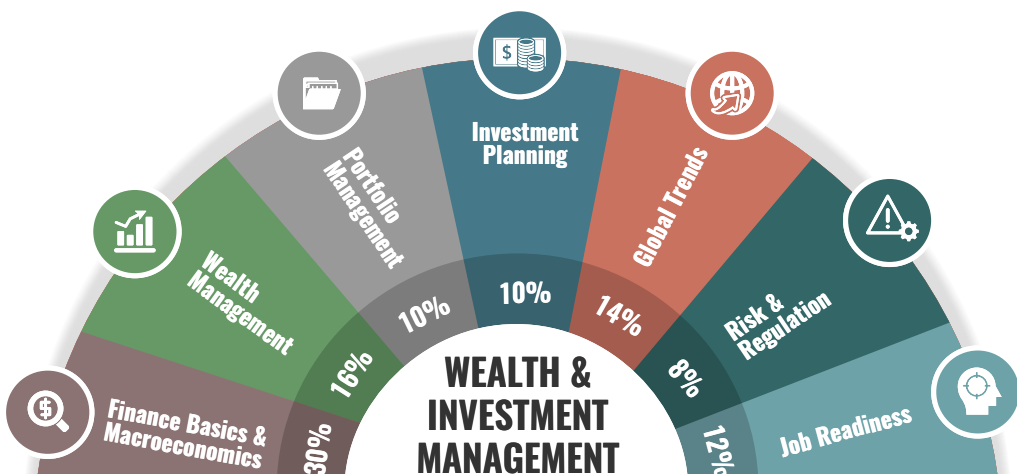 Finance Basics &
Macroeconomics
30%
Wealth
Management
16%
Portfolio
Management
10%
$
Investment
Planning
10%
Global Trends
14%
Risk &
Regulation
8%
Job Readiness
12%
WEALTH &
INVESTMENT
MANAGEMENT